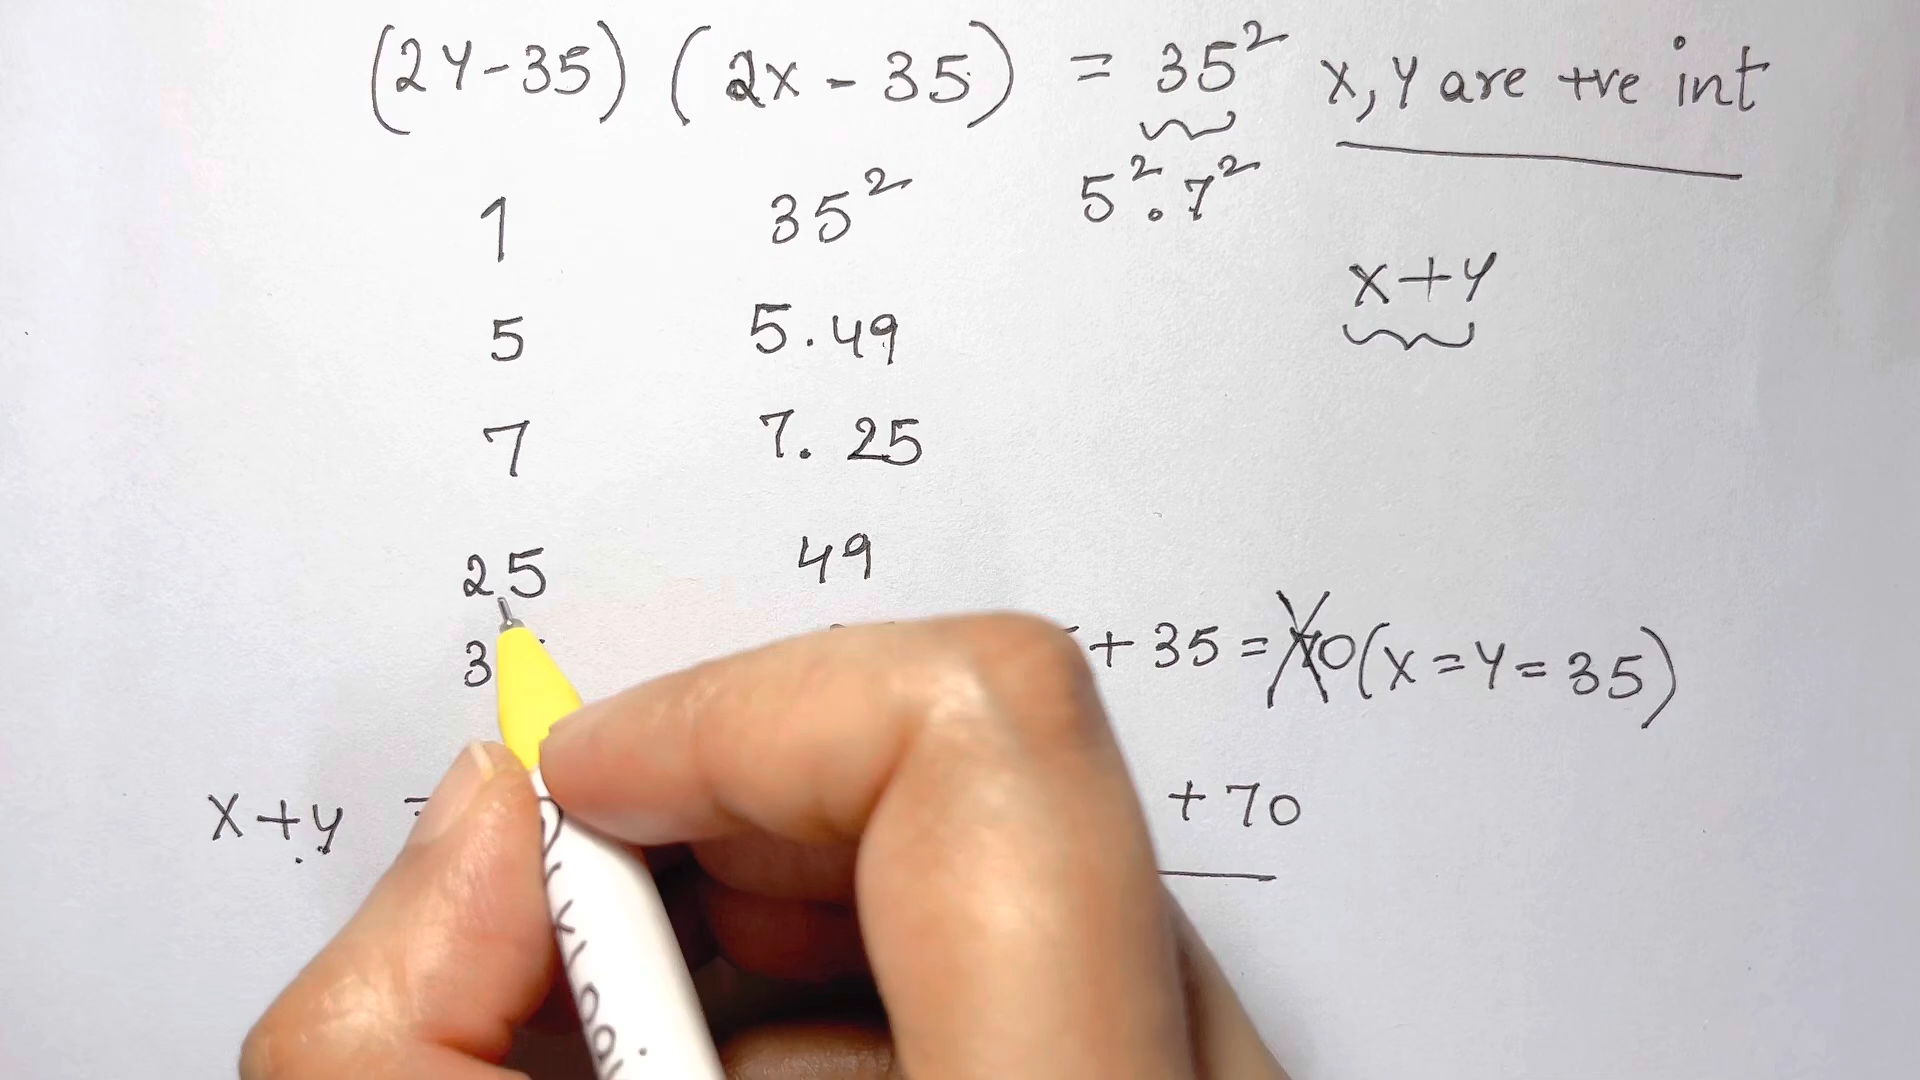 (2y-35) (2x-35) = 35² x, y are +ve int
5².7²
1 35²
x+y
5 5.49
7 7. 25
25 49
3 + 35 = (x=y=35)
x+y = +70